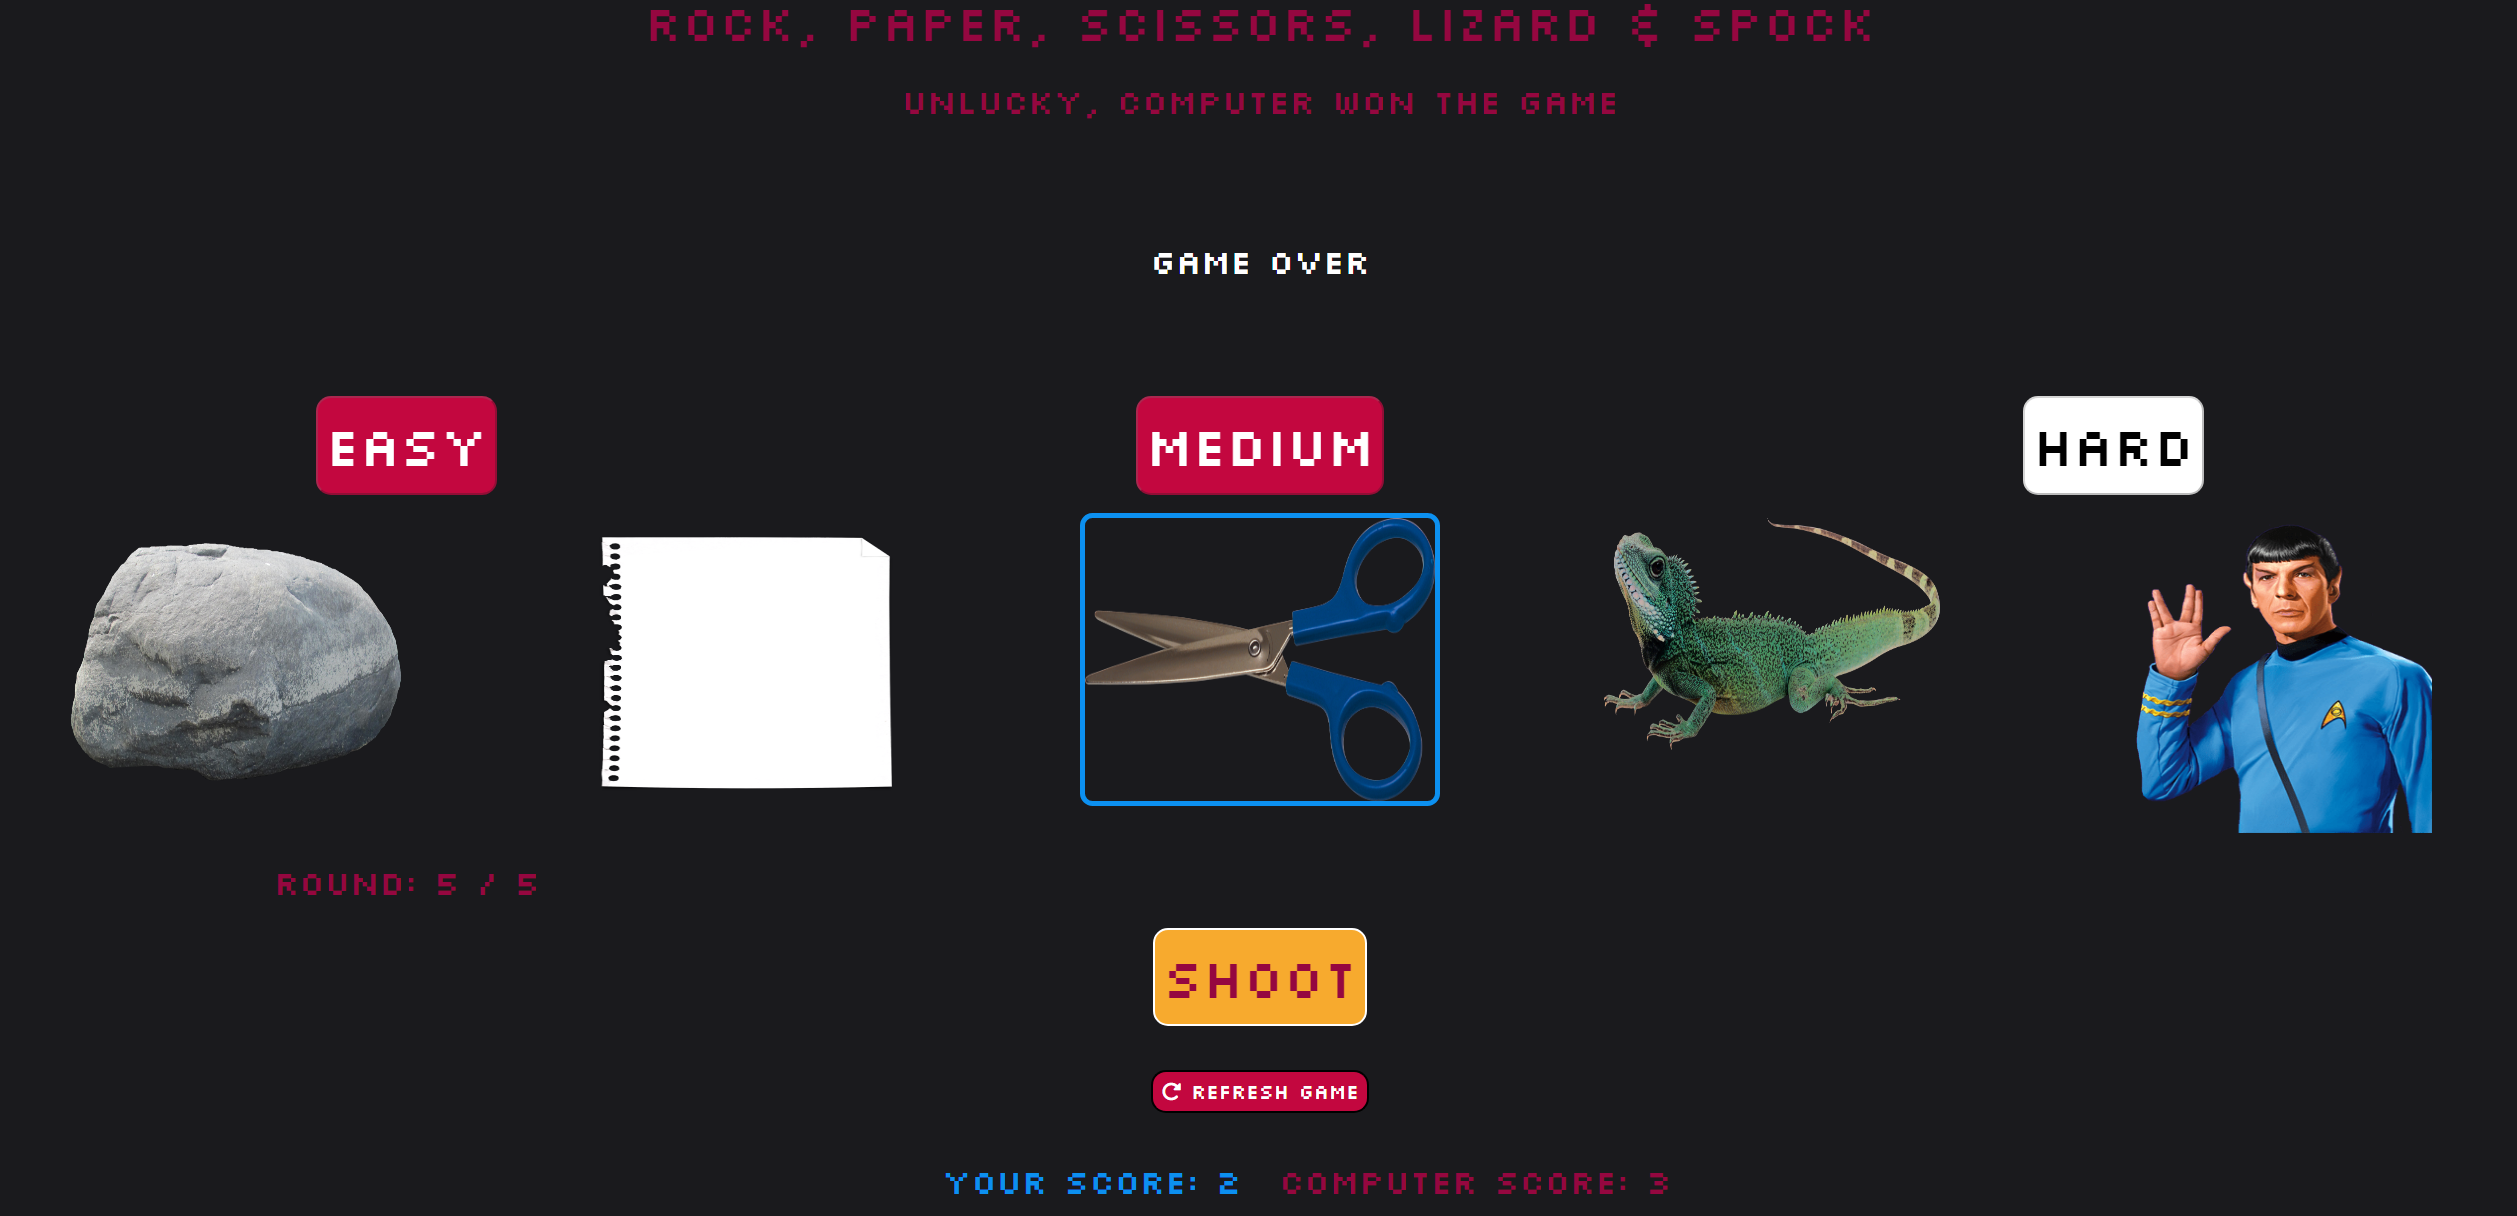 ROCK, PAPER, SCISSORS, LIZARD & SPOCK
UNLUCKY, COMPUTER WON THE GAME
GAME OVER
EASY
MEDIUM
HARD
ROUND: 5 / 5
SHOOT
REFRESH GAME
YOUR SCORE: 2 COMPUTER SCORE: 3